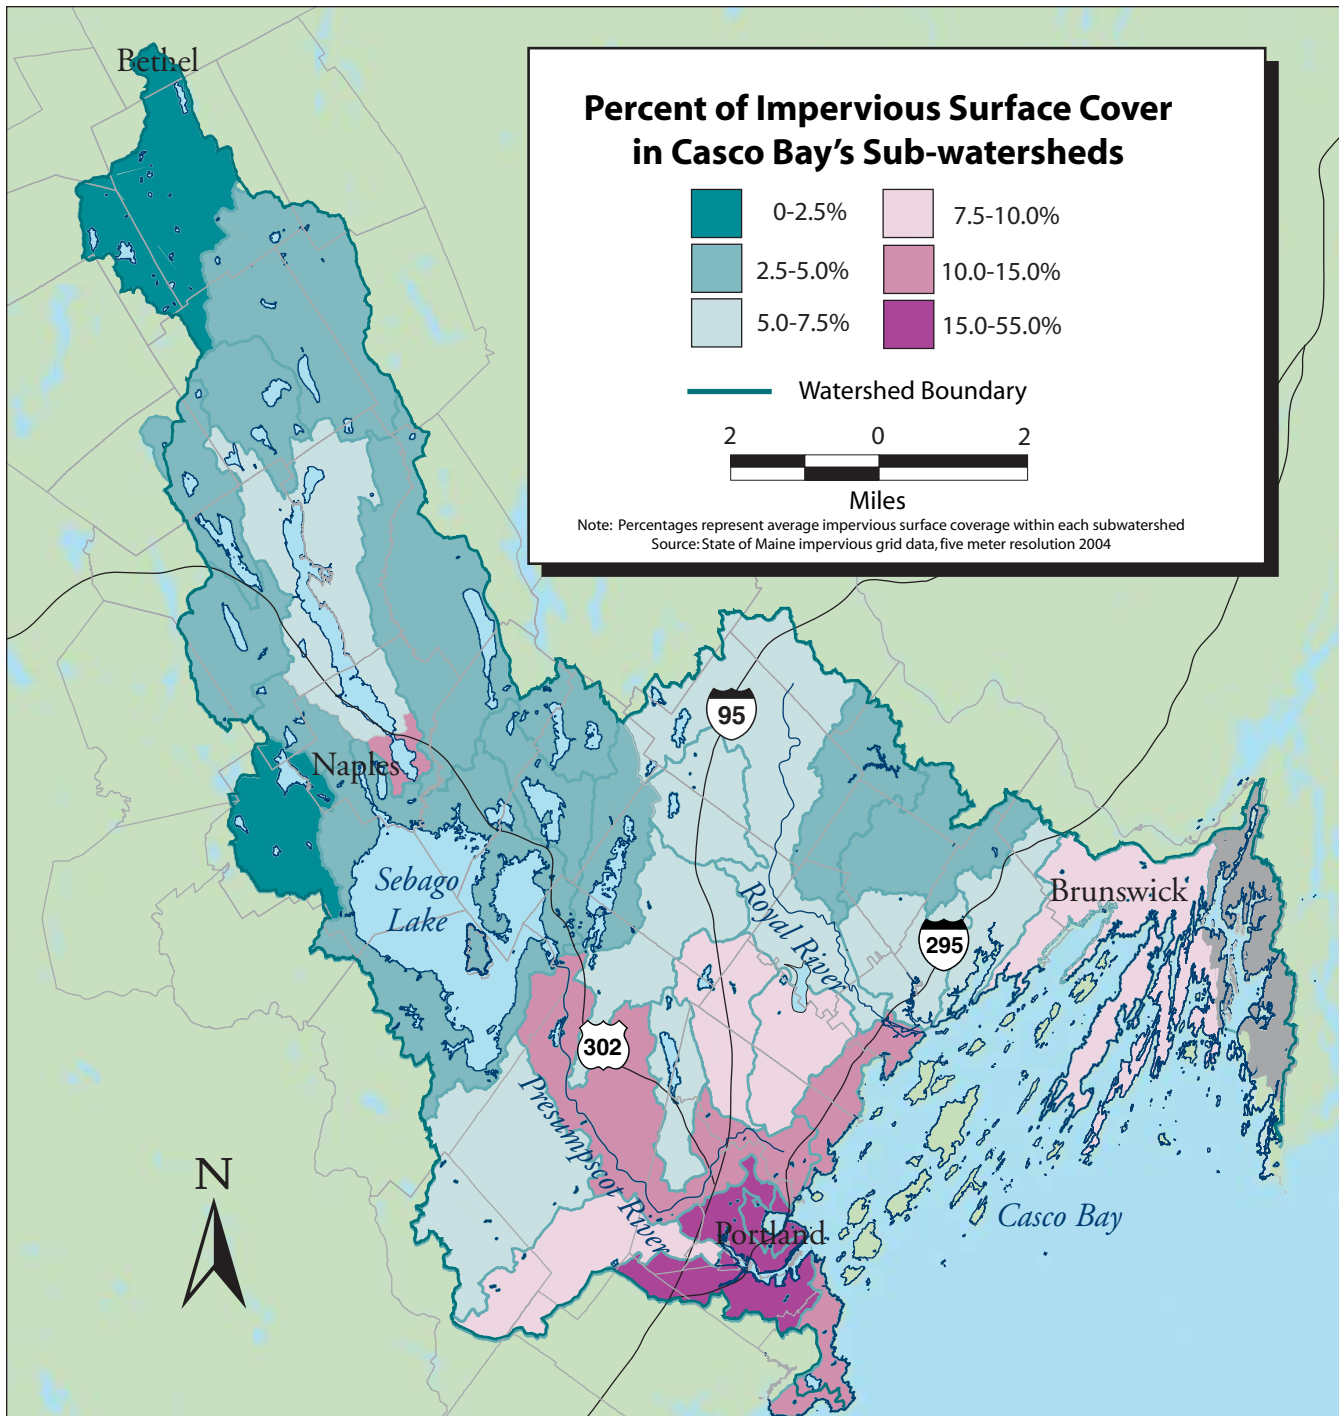 Bethel
Percent of Impervious Surface Cover
in Casco Bay's Sub-watersheds
0-2.5%
7.5-10.0%
2.5-5.0%
10.0-15.0%
5.0-7.5%
15.0-55.0%
Watershed Boundary
2 0 2
Miles
Note: Percentages represent average impervious surface coverage within each subwatershed
Source: State of Maine impervious grid data, five meter resolution 2004
95
Naples
Sebago
Lake
Royal River
Brunswick
295
302
Presumpscot River
N
Portland
Casco Bay